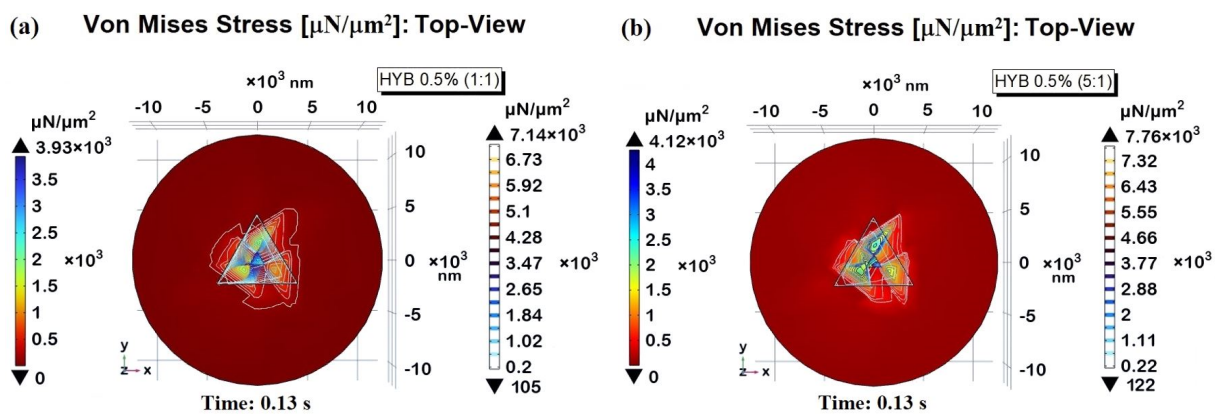 (a) Von Mises Stress [µN/µm²]: Top-View
×10³ nm
HYB 0.5% (1:1)
-10 -5 0 5 10
µN/µm²
3.93×10³
3.5
3
2.5
2
×10³
1.5
1
0.5
0
10
5
0 ×10³
nm
-5
-10
µN/µm²
7.14×10³
6.73
5.92
5.1
4.28
3.47 ×10³
2.65
1.84
1.02
0.2
105
y
z x
Time: 0.13 s
(b) Von Mises Stress [µN/µm²]: Top-View
×10³ nm
HYB 0.5% (5:1)
-10 -5 0 5 10
µN/µm²
4.12×10³
4
3.5
3
2.5
2 ×10³
1.5
1
0.5
0
10
5
0 ×10³
nm
-5
-10
µN/µm²
7.76×10³
7.32
6.43
5.55
4.66
3.77 ×10³
2.88
2
1.11
0.22
122
y
z x
Time: 0.13 s